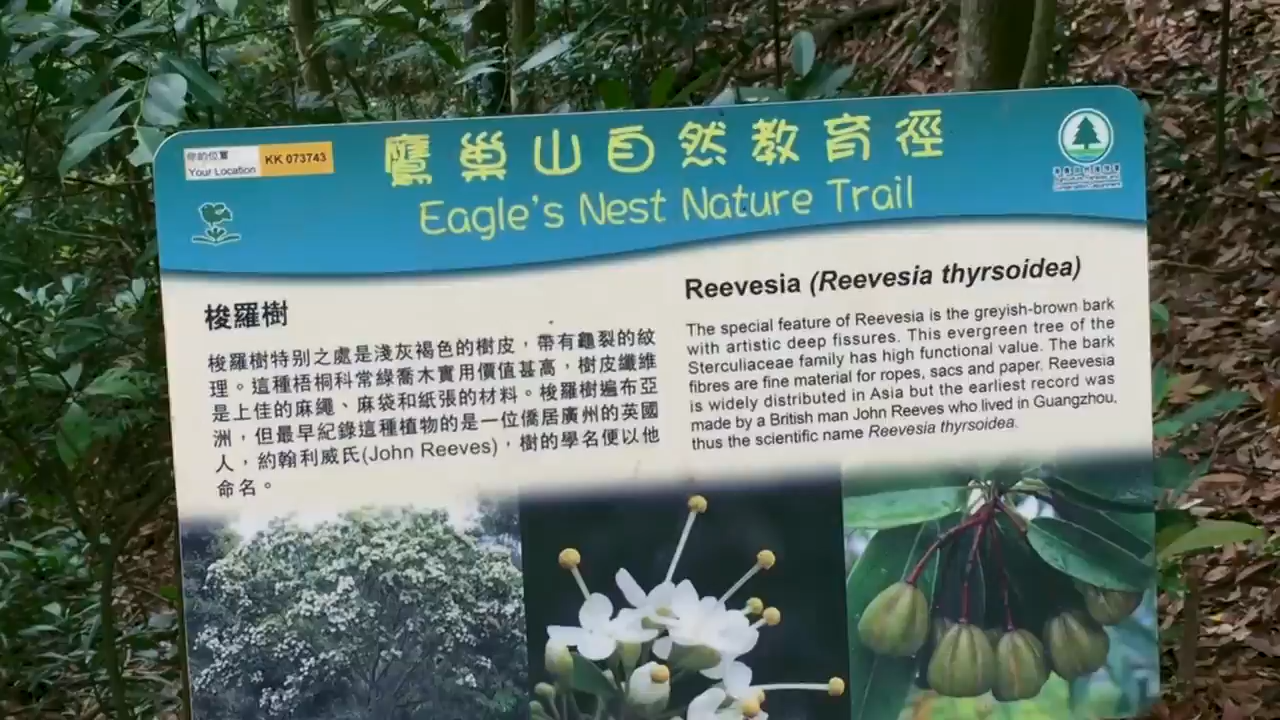 你的位置
Your Location
KK 073743
鷹巢山自然教育徑
Eagle's Nest Nature Trail
梭羅樹
梭羅樹特别之處是淺灰褐色的樹皮，帶有龜裂的紋
理。這種梧桐科常綠喬木實用價值甚高，樹皮纖維
是上佳的麻繩、麻袋和紙張的材料。梭羅樹遍布亞
洲，但最早紀錄這種植物的是一位僑居廣州的英國
人，約翰利威氏(John Reeves)，樹的學名便以他
命名。
Reevesia (Reevesia thyrsoidea)
The special feature of Reevesia is the greyish-brown bark
with artistic deep fissures. This evergreen tree of the
Sterculiaceae family has high functional value. The bark
fibres are fine material for ropes, sacs and paper. Reevesia
is widely distributed in Asia but the earliest record was
made by a British man John Reeves who lived in Guangzhou,
thus the scientific name Reevesia thyrsoidea.